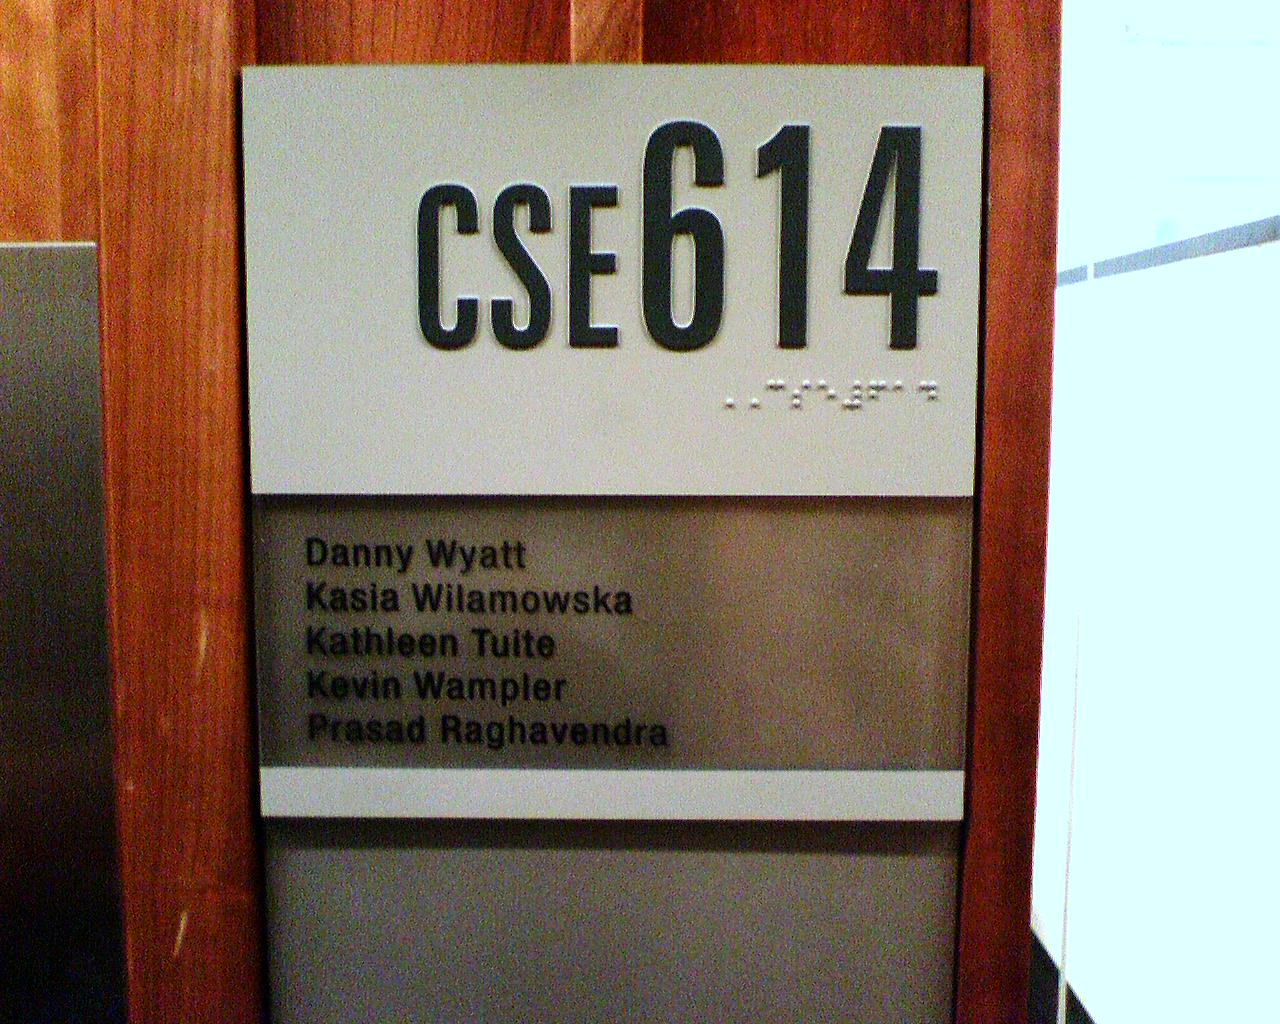 CSE614
⠠⠠⠉⠎⠑⠼⠋⠁⠙
Danny Wyatt
Kasia Wilamowska
Kathleen Tuite
Kevin Wampler
Prasad Raghavendra